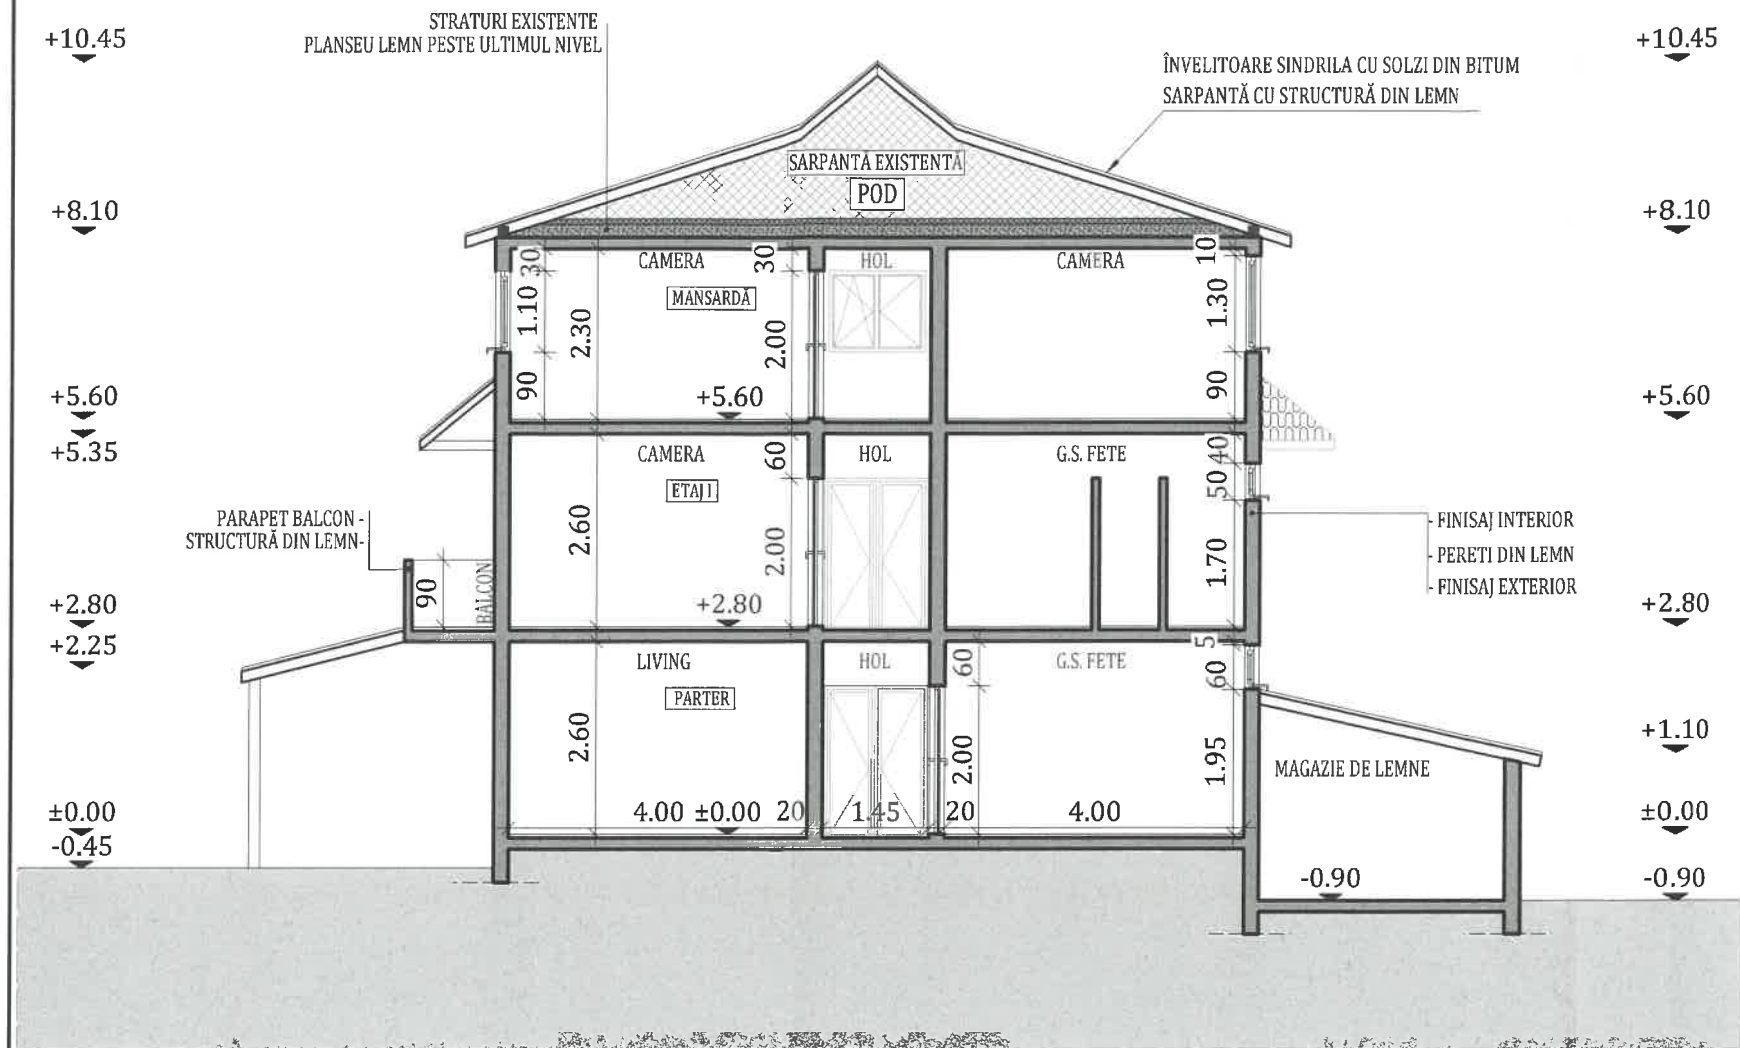 STRATURI EXISTENTE
PLANSEU LEMN PESTE ULTIMUL NIVEL
+10.45
+10.45
ÎNVELITOARE SINDRILA CU SOLZI DIN BITUM
SARPANTĂ CU STRUCTURĂ DIN LEMN
SARPANTĂ EXISTENTĂ
POD
+8.10
+8.10
30
CAMERA
30
HOL
CAMERA
10
MANSARDĂ
1.10
2.30
2.00
1.30
90
90
+5.60
+5.60
+5.60
+5.35
CAMERA
60
HOL
G.S. FETE
40
ETAJ I
50
PARAPET BALCON -
STRUCTURĂ DIN LEMN-
- FINISAJ INTERIOR
- PERETI DIN LEMN
- FINISAJ EXTERIOR
2.60
2.00
1.70
90
BALCON
+2.80
+2.80
+2.80
+2.25
LIVING
HOL
60
G.S. FETE
5
60
PARTER
2.60
2.00
1.95
+1.10
MAGAZIE DE LEMNE
±0.00
4.00 ±0.00 20 1.45 20 4.00
±0.00
-0.45
-0.90
-0.90